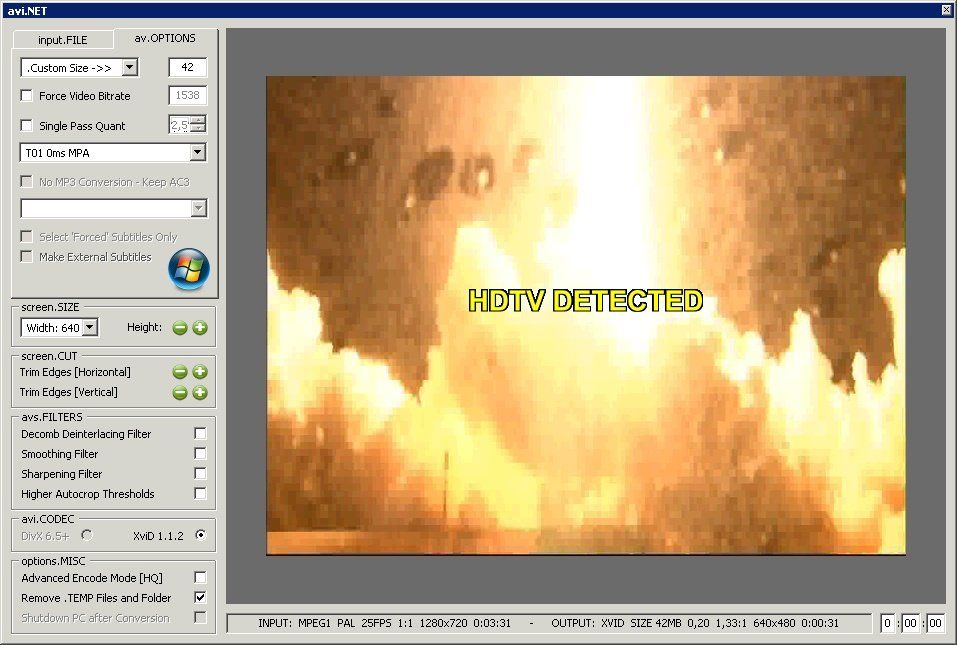 avi.NET
input.FILE
av.OPTIONS
.Custom Size ->>
42
Force Video Bitrate
1538
Single Pass Quant
2,5
T01 0ms MPA
No MP3 Conversion - Keep AC3
Select 'Forced' Subtitles Only
Make External Subtitles
screen.SIZE
Width: 640
Height:
screen.CUT
Trim Edges [Horizontal]
Trim Edges [Vertical]
avs.FILTERS
Decomb Deinterlacing Filter
Smoothing Filter
Sharpening Filter
Higher Autocrop Thresholds
avi.CODEC
DivX 6.5+
XviD 1.1.2
options.MISC
Advanced Encode Mode [HQ]
Remove .TEMP Files and Folder
Shutdown PC after Conversion
HDTV DETECTED
INPUT: MPEG1 PAL 25FPS 1:1 1280x720 0:03:31 - OUTPUT: XVID SIZE 42MB 0,20 1,33:1 640x480 0:00:31
0 : 00 : 00